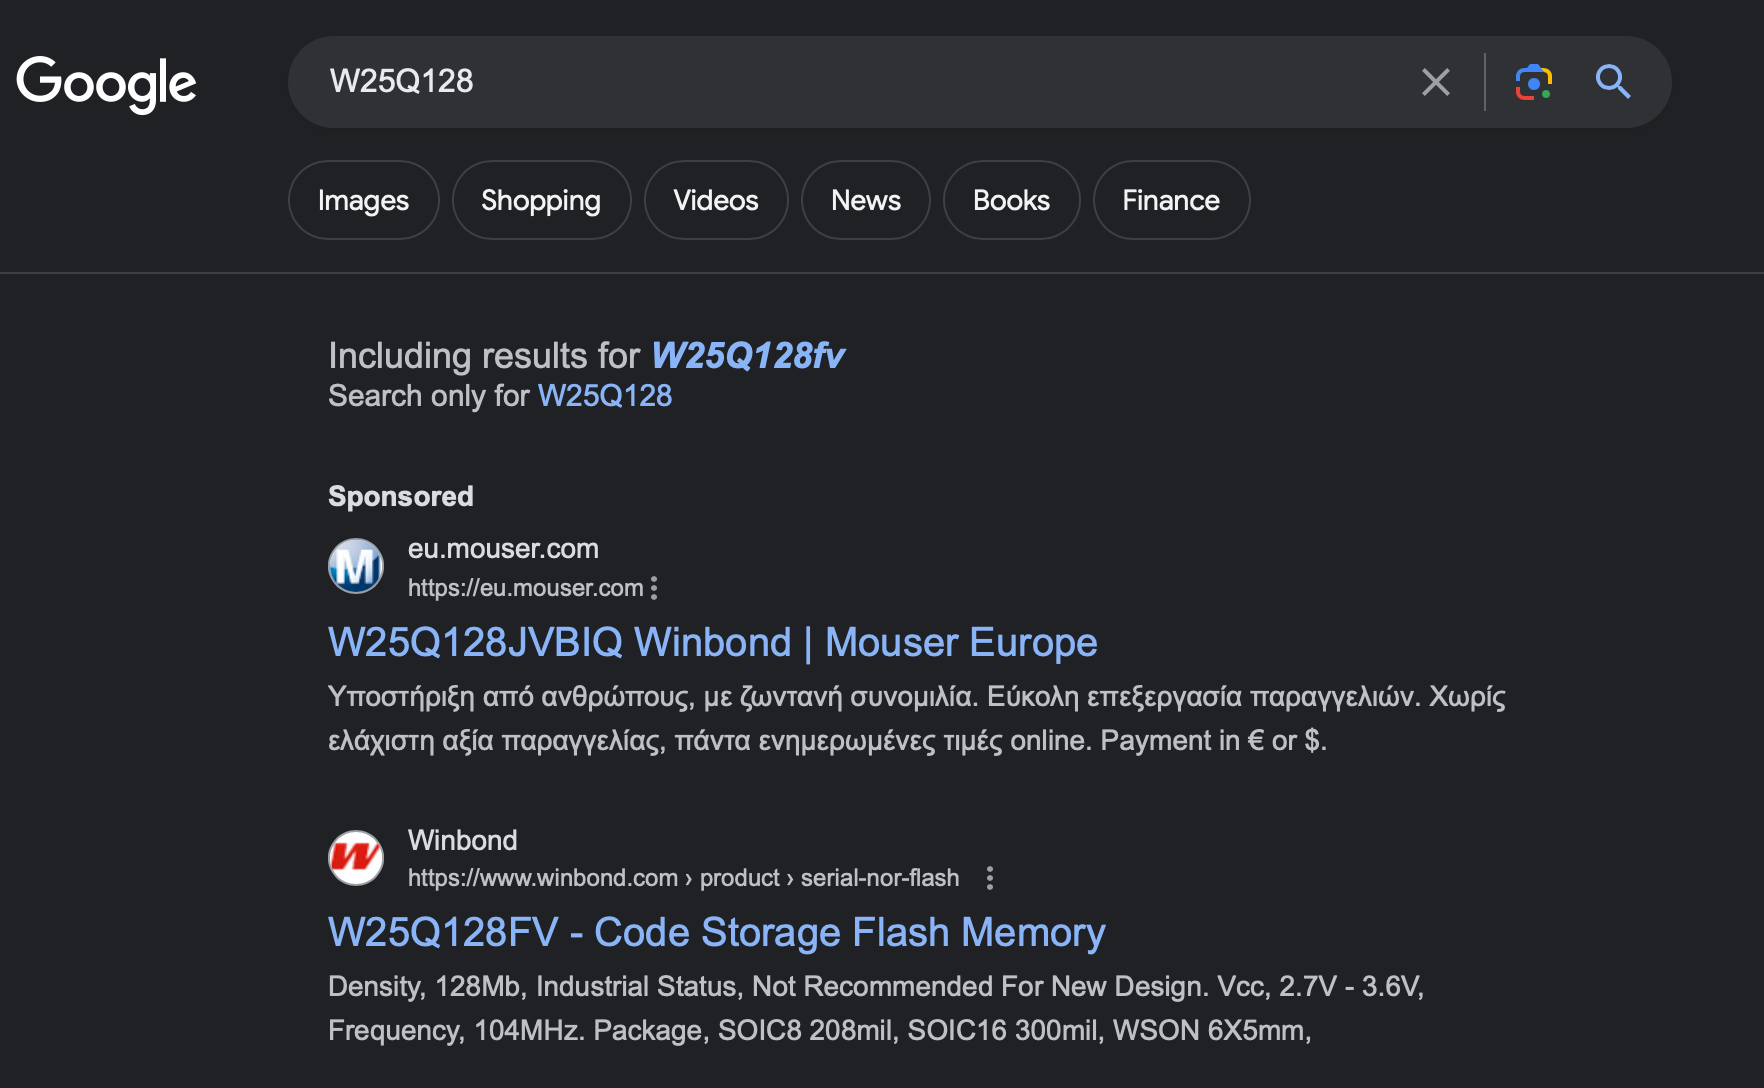 Google
W25Q128
Images
Shopping
Videos
News
Books
Finance
Including results for W25Q128fv
Search only for W25Q128
Sponsored
M
eu.mouser.com
https://eu.mouser.com
W25Q128JVBIQ Winbond | Mouser Europe
Υποστήριξη από ανθρώπους, με ζωντανή συνομιλία. Εύκολη επεξεργασία παραγγελιών. Χωρίς
ελάχιστη αξία παραγγελίας, πάντα ενημερωμένες τιμές online. Payment in € or $.
W
Winbond
https://www.winbond.com › product › serial-nor-flash
W25Q128FV - Code Storage Flash Memory
Density, 128Mb, Industrial Status, Not Recommended For New Design. Vcc, 2.7V - 3.6V,
Frequency, 104MHz. Package, SOIC8 208mil, SOIC16 300mil, WSON 6X5mm,